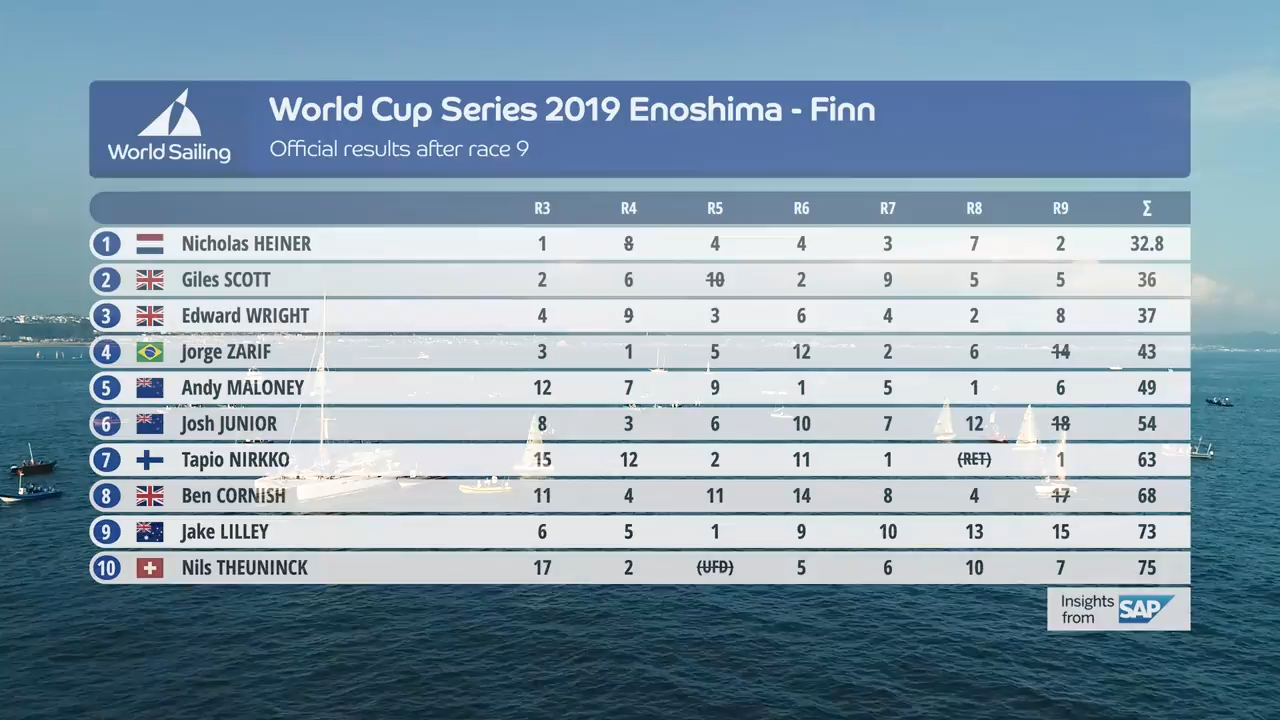 World Sailing
World Cup Series 2019 Enoshima - Finn
Official results after race 9
R3 R4 R5 R6 R7 R8 R9 Σ
1 Nicholas HEINER 1 8 4 4 3 7 2 32.8
2 Giles SCOTT 2 6 10 2 9 5 5 36
3 Edward WRIGHT 4 9 3 6 4 2 8 37
4 Jorge ZARIF 3 1 5 12 2 6 14 43
5 Andy MALONEY 12 7 9 1 5 1 6 49
6 Josh JUNIOR 8 3 6 10 7 12 18 54
7 Tapio NIRKKO 15 12 2 11 1 (RET) 1 63
8 Ben CORNISH 11 4 11 14 8 4 17 68
9 Jake LILLEY 6 5 1 9 10 13 15 73
10 Nils THEUNINCK 17 2 (UFD) 5 6 10 7 75
Insights from SAP